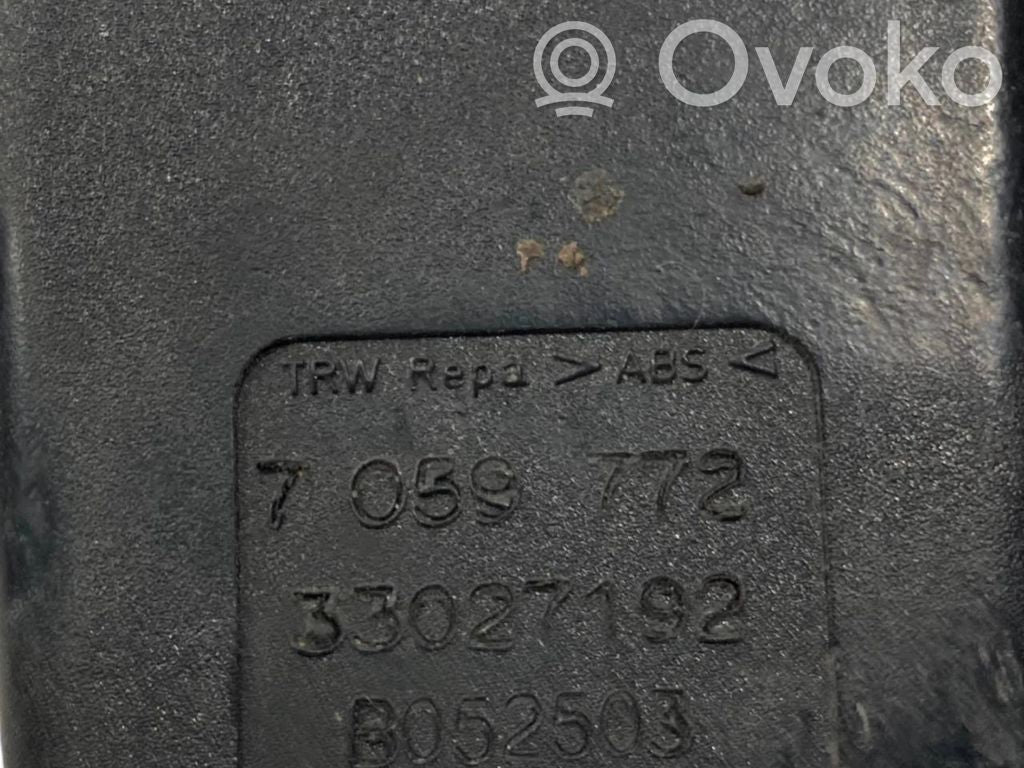 Ovoko
TRW Repa > ABS <
7 059 772
33027192
B052503